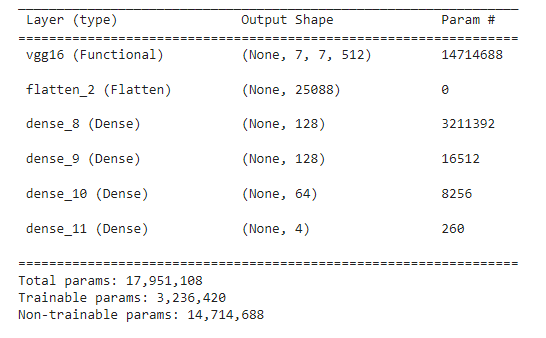 _________________________________________________________________
Layer (type)                Output Shape              Param #
=================================================================
vgg16 (Functional)          (None, 7, 7, 512)         14714688
flatten_2 (Flatten)         (None, 25088)             0
dense_8 (Dense)             (None, 128)               3211392
dense_9 (Dense)             (None, 128)               16512
dense_10 (Dense)            (None, 64)                8256
dense_11 (Dense)            (None, 4)                 260
=================================================================
Total params: 17,951,108
Trainable params: 3,236,420
Non-trainable params: 14,714,688